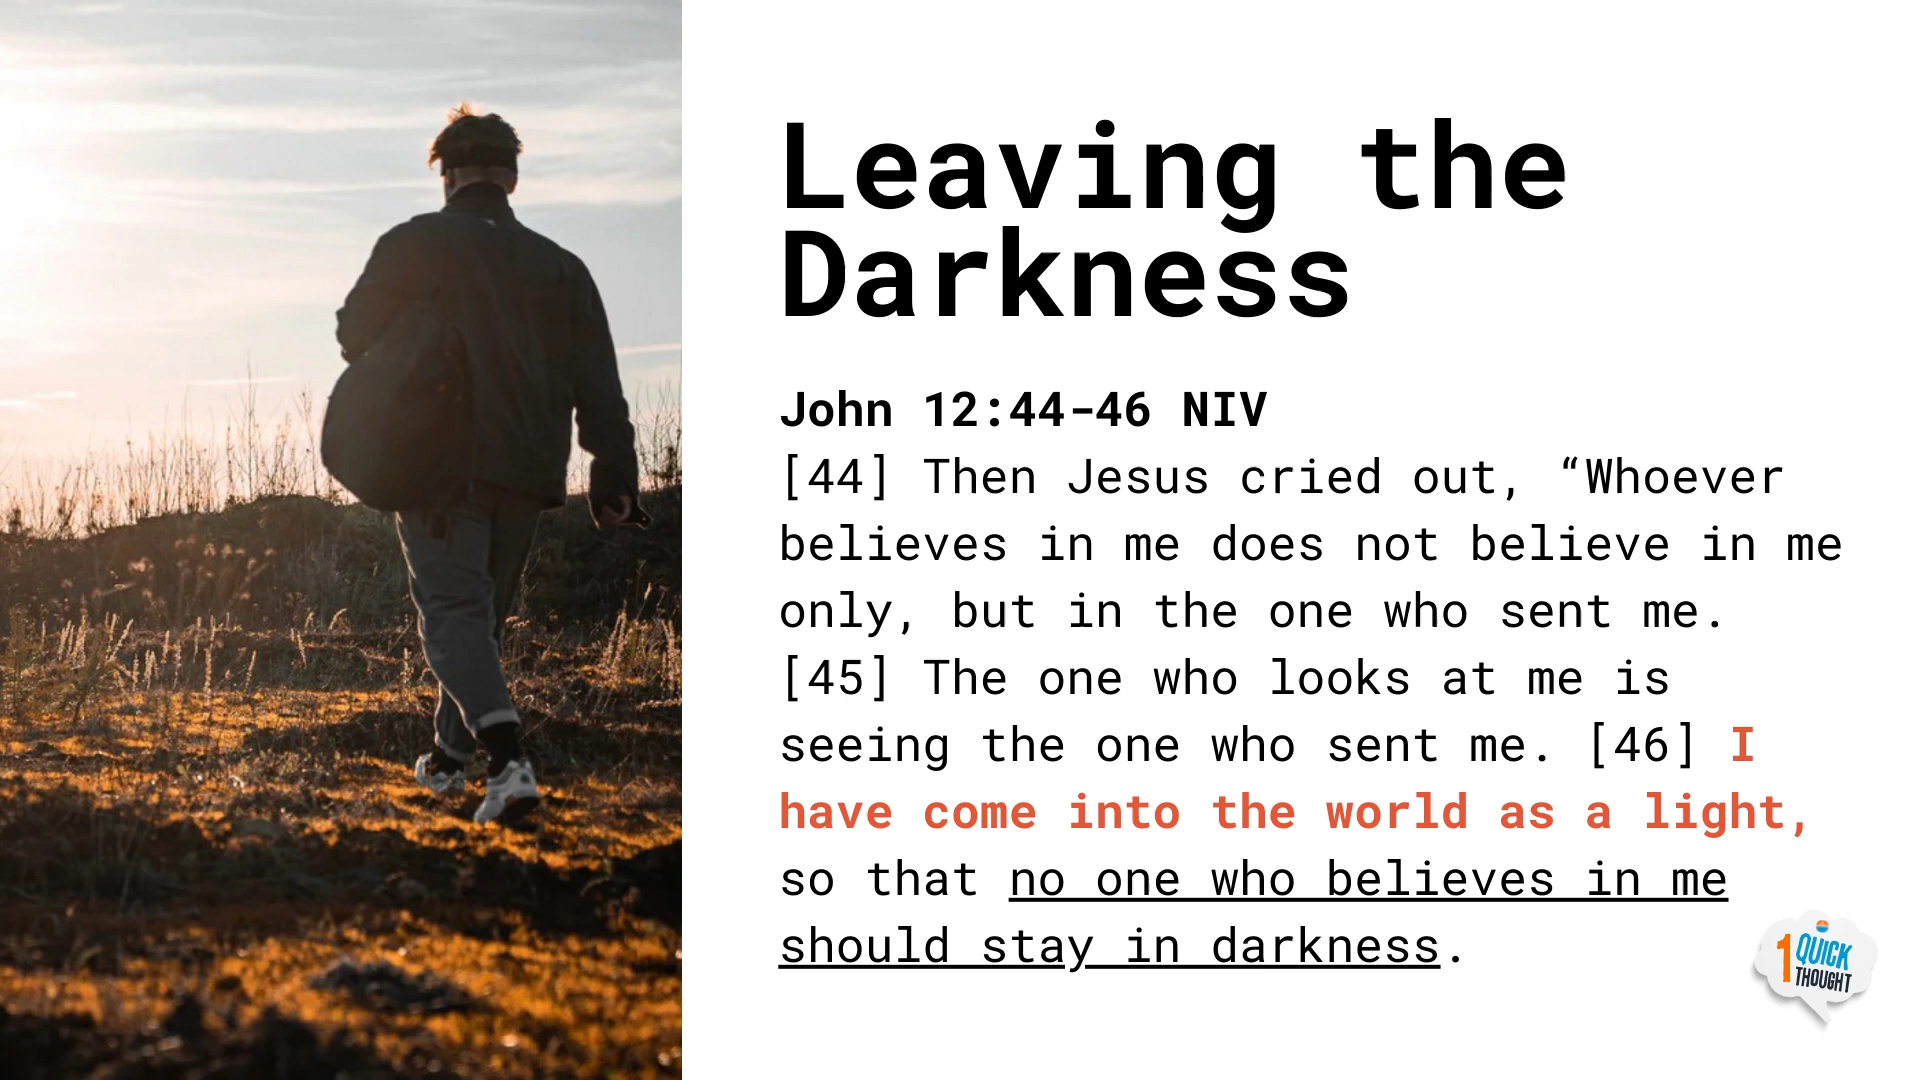 Leaving the
Darkness
John 12:44-46 NIV
[44] Then Jesus cried out, “Whoever
believes in me does not believe in me
only, but in the one who sent me.
[45] The one who looks at me is
seeing the one who sent me. [46] I
have come into the world as a light,
so that no one who believes in me
should stay in darkness.
1 QUICK
THOUGHT